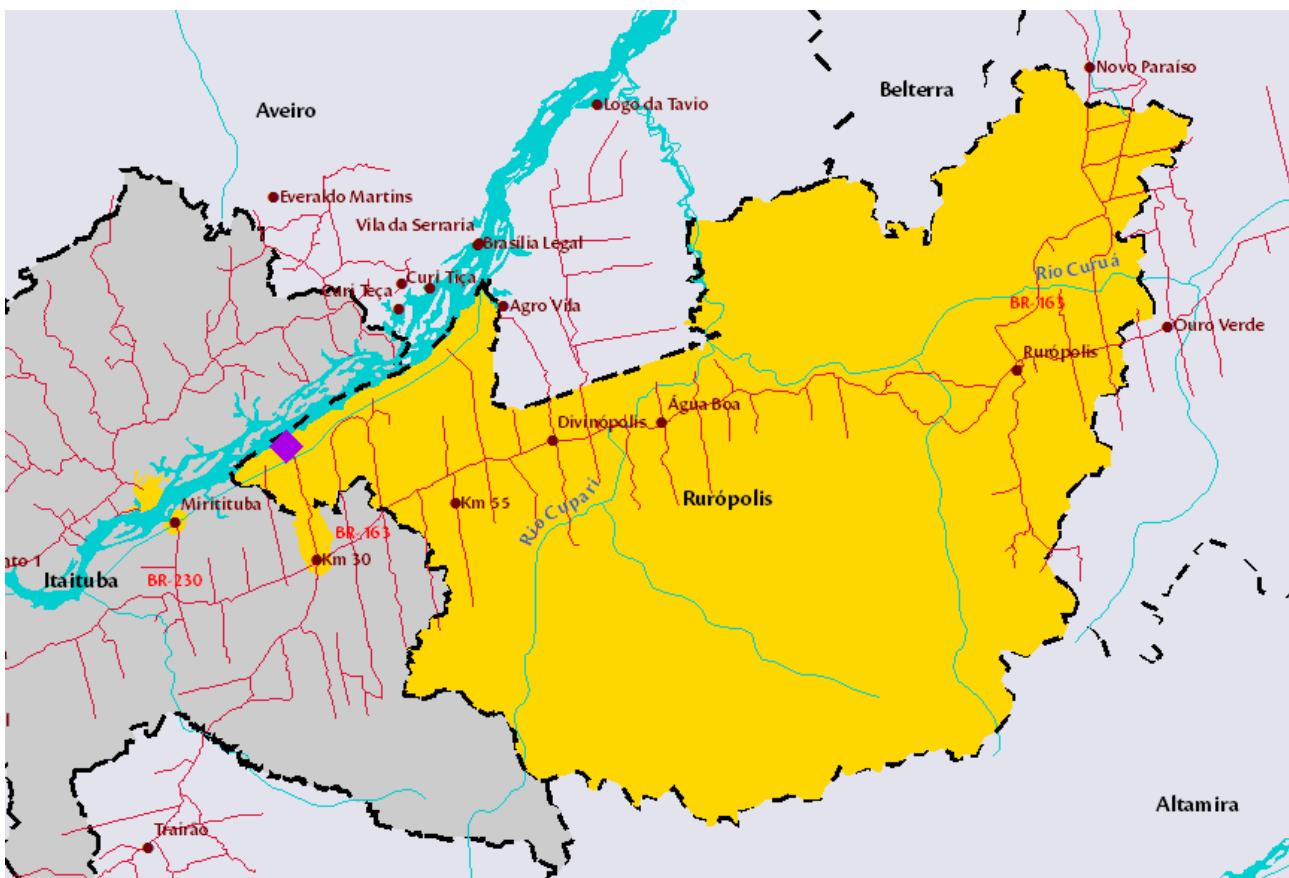 Novo Paraíso
Belterra
Logo da Tavio
Aveiro
Everaldo Martins
Vila da Serraria
Brasília Legal
Rio Curuá
Curi Tiça
Curi Teça
Agro Vila
BR-163
Ouro Verde
Rurópolis
Água Boa
Divinópolis
Rurópolis
Km 55
Miritituba
Rio Cupari
BR-163
nto 1
Km 30
Itaituba
BR-230
l
Altamira
Trairão